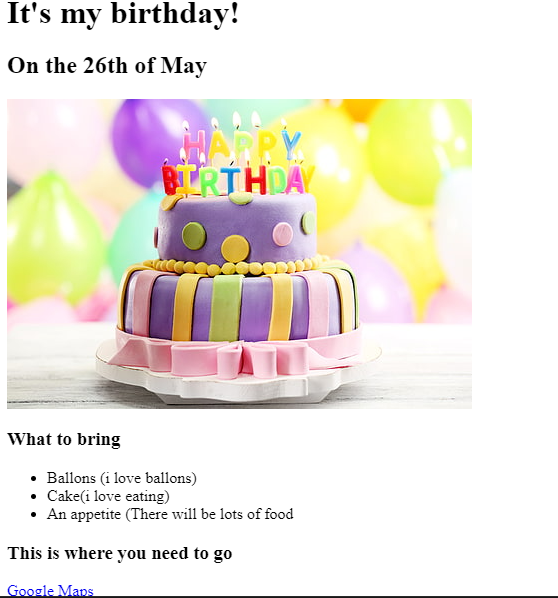 It's my birthday!
On the 26th of May
HAPPY
BIRTHDAY
What to bring
Ballons (i love ballons)
Cake(i love eating)
An appetite (There will be lots of food
This is where you need to go
Google Maps